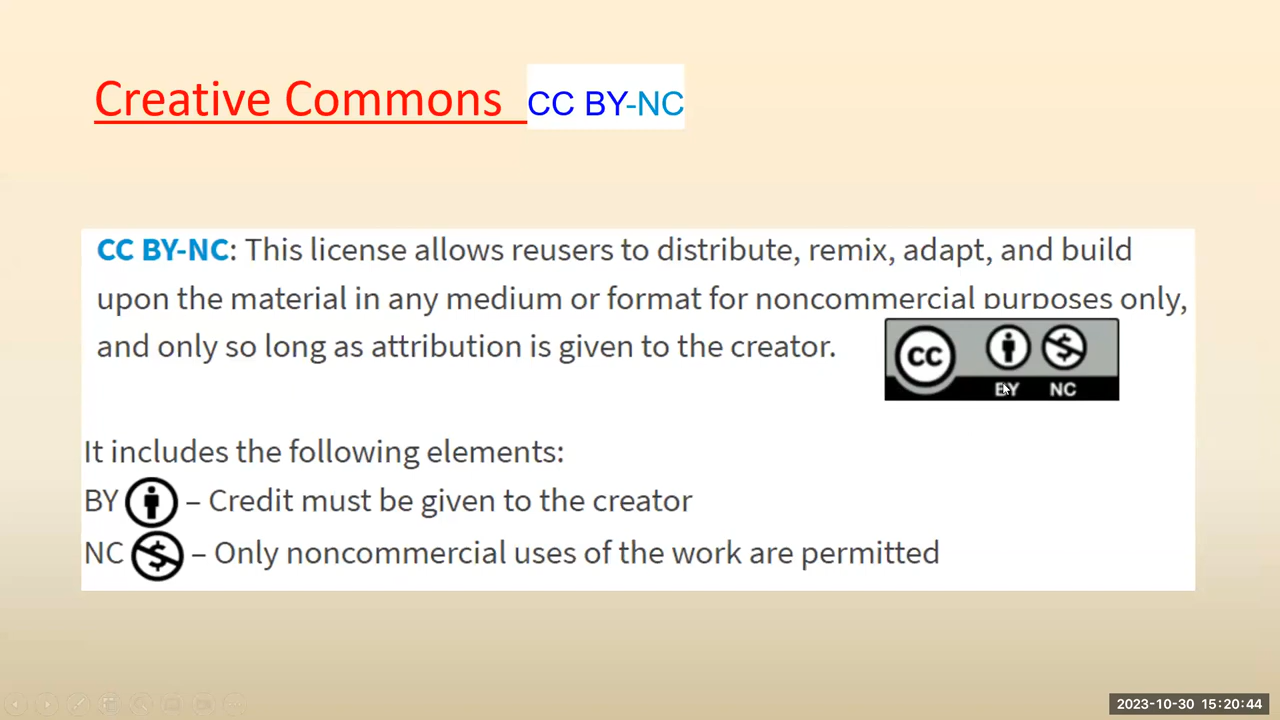 Creative Commons CC BY-NC
CC BY-NC: This license allows reusers to distribute, remix, adapt, and build
upon the material in any medium or format for noncommercial purposes only,
and only so long as attribution is given to the creator.
CC
BY NC
It includes the following elements:
BY – Credit must be given to the creator
NC $ – Only noncommercial uses of the work are permitted
2023-10-30 15:20:44